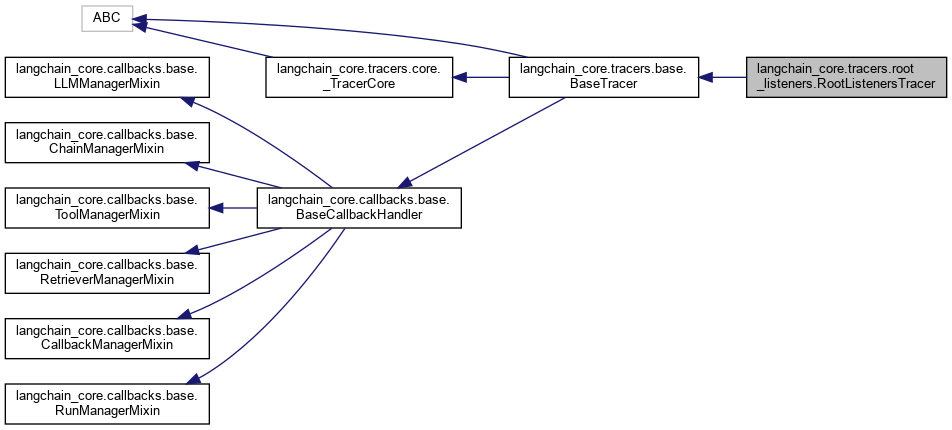 ABC
langchain_core.callbacks.base.
LLMManagerMixin
langchain_core.tracers.core.
_TracerCore
langchain_core.tracers.base.
BaseTracer
langchain_core.tracers.root
_listeners.RootListenersTracer
langchain_core.callbacks.base.
ChainManagerMixin
langchain_core.callbacks.base.
ToolManagerMixin
langchain_core.callbacks.base.
BaseCallbackHandler
langchain_core.callbacks.base.
RetrieverManagerMixin
langchain_core.callbacks.base.
CallbackManagerMixin
langchain_core.callbacks.base.
RunManagerMixin